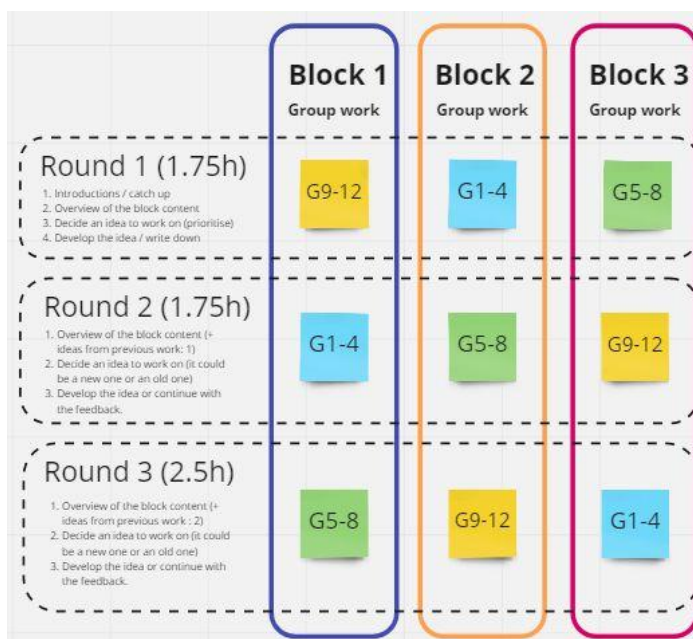 Block 1
Block 2
Block 3
Group work
Group work
Group work
Round 1 (1.75h)
1. Introductions / catch up
2. Overview of the block content
3. Decide an idea to work on (prioritise)
4. Develop the idea / write down
G9-12
G1-4
G5-8
Round 2 (1.75h)
1. Overview of the block content (+
ideas from previous work: 1)
2. Decide an idea to work on (it could
be a new one or an old one)
3. Develop the idea or continue with
the feedback.
G1-4
G5-8
G9-12
Round 3 (2.5h)
1. Overview of the block content (+
ideas from previous work : 2)
2. Decide an idea to work on (it could
be a new one or an old one)
3. Develop the idea or continue with
the feedback.
G5-8
G9-12
G1-4